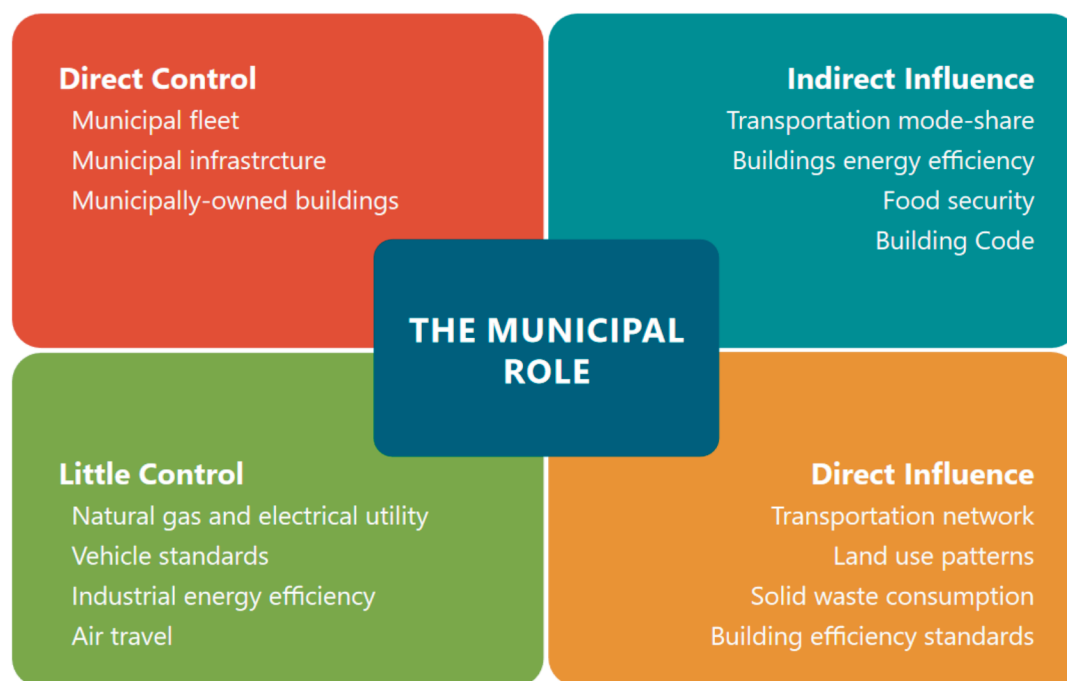 Direct Control
Municipal fleet
Municipal infrastrcture
Municipally-owned buildings
Indirect Influence
Transportation mode-share
Buildings energy efficiency
Food security
Building Code
THE MUNICIPAL
ROLE
Little Control
Natural gas and electrical utility
Vehicle standards
Industrial energy efficiency
Air travel
Direct Influence
Transportation network
Land use patterns
Solid waste consumption
Building efficiency standards